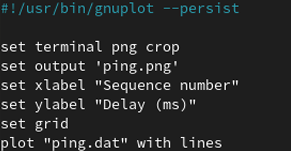 #!/usr/bin/gnuplot --persist
set terminal png crop
set output 'ping.png'
set xlabel "Sequence number"
set ylabel "Delay (ms)"
set grid
plot "ping.dat" with lines